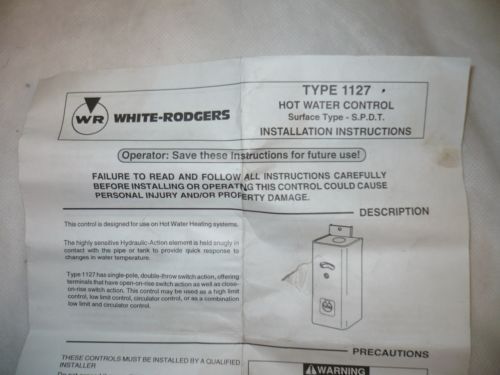 WR WHITE-RODGERS
TYPE 1127
HOT WATER CONTROL
Surface Type - S.P.D.T.
INSTALLATION INSTRUCTIONS
Operator: Save these Instructions for future use!
FAILURE TO READ AND FOLLOW ALL INSTRUCTIONS CAREFULLY
BEFORE INSTALLING OR OPERATING THIS CONTROL COULD CAUSE
PERSONAL INJURY AND/OR PROPERTY DAMAGE.
DESCRIPTION
This control is designed for use on Hot Water Heating systems.
The highly sensitive Hydraulic-Action element is held snugly in
contact with the pipe or tank to provide quick response to
changes in water temperature.
Type 1127 has single-pole, double-throw switch action, offering
terminals that have open-on-rise switch action as well as close-
on-rise switch action. This control may be used as a high limit
control, low limit control, circulator control, or as a combination
low limit and circulator control.
PRECAUTIONS
THESE CONTROLS MUST BE INSTALLED BY A QUALIFIED
INSTALLER
WARNING